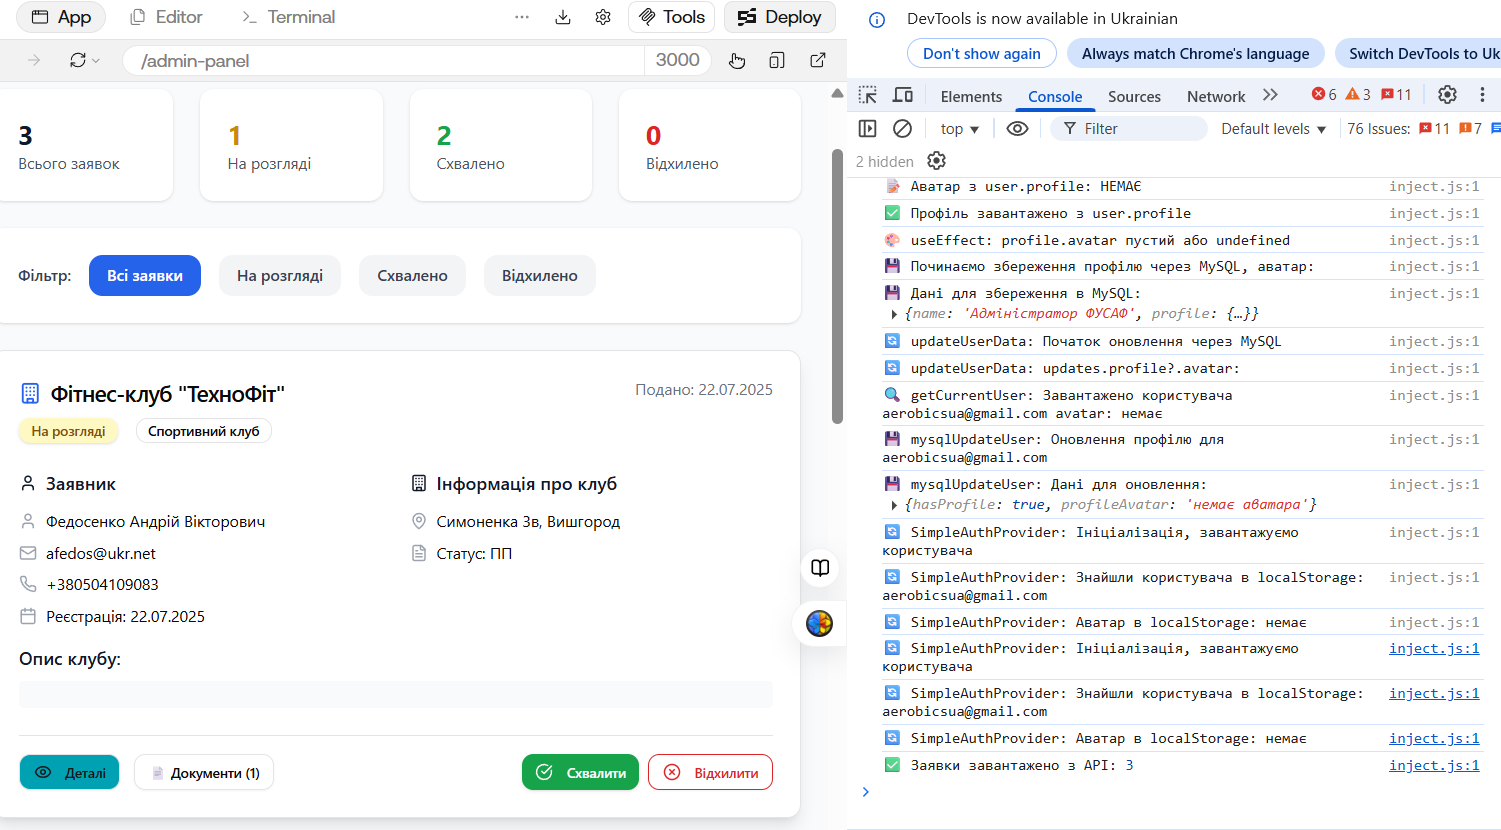 App
Editor
Terminal
Tools
Deploy
/admin-panel
3000
3
Всього заявок
1
На розгляді
2
Схвалено
0
Відхилено
Фільтр:
Всі заявки
На розгляді
Схвалено
Відхилено
Фітнес-клуб "ТехноФіт"
Подано: 22.07.2025
На розгляді
Спортивний клуб
Заявник
Федосенко Андрій Вікторович
afedos@ukr.net
+380504109083
Реєстрація: 22.07.2025
Інформація про клуб
Симоненка 3в, Вишгород
Статус: ПП
Опис клубу:
Деталі
Документи (1)
Схвалити
Відхилити
DevTools is now available in Ukrainian
Don't show again
Always match Chrome's language
Switch DevTools to Uk
Elements
Console
Sources
Network
6
3
11
top
Filter
Default levels
76 Issues:
11
7
2 hidden
Аватар з user.profile: НЕМАЄ inject.js:1
Профіль завантажено з user.profile inject.js:1
useEffect: profile.avatar пустий або undefined inject.js:1
Починаємо збереження профілю через MySQL, аватар: inject.js:1
Дані для збереження в MySQL: inject.js:1
{name: 'Адміністратор ФУСАФ', profile: {…}}
updateUserData: Початок оновлення через MySQL inject.js:1
updateUserData: updates.profile?.avatar: inject.js:1
getCurrentUser: Завантажено користувача inject.js:1
aerobicsua@gmail.com avatar: немає
mysqlUpdateUser: Оновлення профілю для inject.js:1
aerobicsua@gmail.com
mysqlUpdateUser: Дані для оновлення: inject.js:1
{hasProfile: true, profileAvatar: 'немає аватара'}
SimpleAuthProvider: Ініціалізація, завантажуємо inject.js:1
користувача
SimpleAuthProvider: Знайшли користувача в localStorage: inject.js:1
aerobicsua@gmail.com
SimpleAuthProvider: Аватар в localStorage: немає inject.js:1
SimpleAuthProvider: Ініціалізація, завантажуємо inject.js:1
користувача
SimpleAuthProvider: Знайшли користувача в localStorage: inject.js:1
aerobicsua@gmail.com
SimpleAuthProvider: Аватар в localStorage: немає inject.js:1
Заявки завантажено з API: 3 inject.js:1